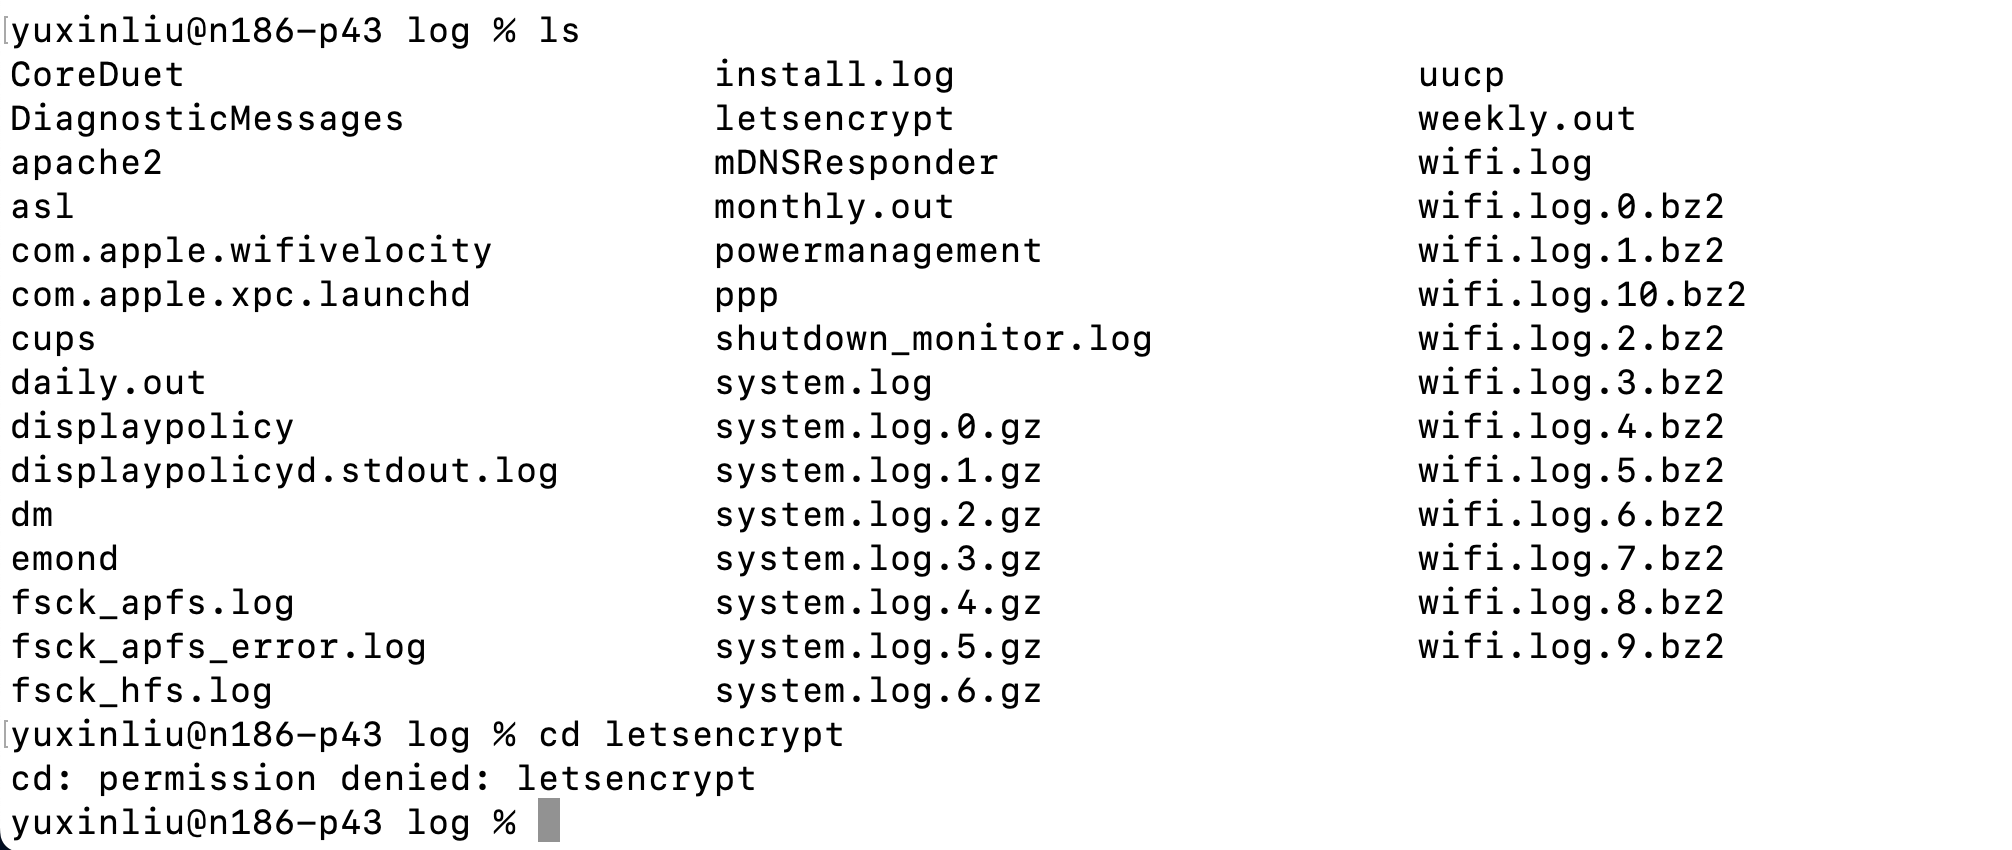 yuxinliu@n186-p43 log % ls
CoreDuet install.log uucp
DiagnosticMessages letsencrypt weekly.out
apache2 mDNSResponder wifi.log
asl monthly.out wifi.log.0.bz2
com.apple.wifivelocity powermanagement wifi.log.1.bz2
com.apple.xpc.launchd ppp wifi.log.10.bz2
cups shutdown_monitor.log wifi.log.2.bz2
daily.out system.log wifi.log.3.bz2
displaypolicy system.log.0.gz wifi.log.4.bz2
displaypolicyd.stdout.log system.log.1.gz wifi.log.5.bz2
dm system.log.2.gz wifi.log.6.bz2
emond system.log.3.gz wifi.log.7.bz2
fsck_apfs.log system.log.4.gz wifi.log.8.bz2
fsck_apfs_error.log system.log.5.gz wifi.log.9.bz2
fsck_hfs.log system.log.6.gz
yuxinliu@n186-p43 log % cd letsencrypt
cd: permission denied: letsencrypt
yuxinliu@n186-p43 log %